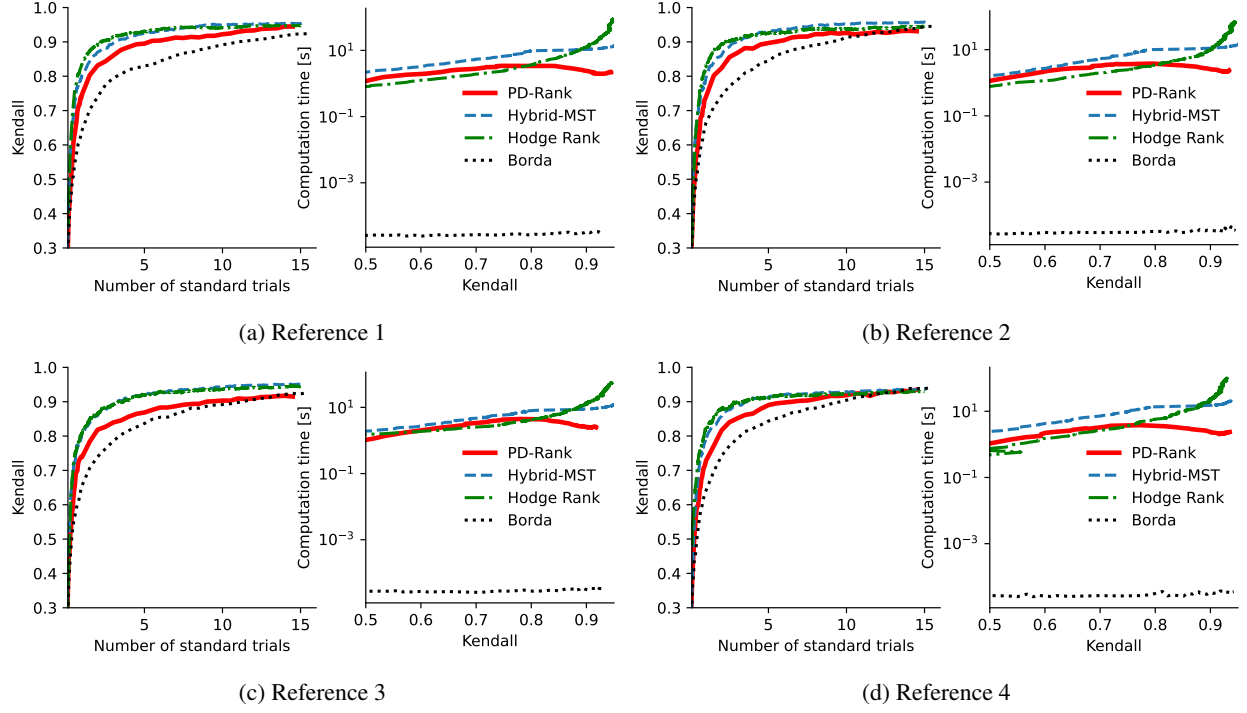 1.0
0.9
0.8
0.7
0.6
0.5
0.4
0.3
Kendall
5
10
15
Number of standard trials
Computation time [s]
10^1
10^−1
10^−3
PD-Rank
Hybrid-MST
Hodge Rank
Borda
0.5 0.6 0.7 0.8 0.9
Kendall
(a) Reference 1
1.0
0.9
0.8
0.7
0.6
0.5
0.4
0.3
Kendall
5
10
15
Number of standard trials
Computation time [s]
10^1
10^−1
10^−3
PD-Rank
Hybrid-MST
Hodge Rank
Borda
0.5 0.6 0.7 0.8 0.9
Kendall
(b) Reference 2
1.0
0.9
0.8
0.7
0.6
0.5
0.4
0.3
Kendall
5
10
15
Number of standard trials
Computation time [s]
10^1
10^−1
10^−3
PD-Rank
Hybrid-MST
Hodge Rank
Borda
0.5 0.6 0.7 0.8 0.9
Kendall
(c) Reference 3
1.0
0.9
0.8
0.7
0.6
0.5
0.4
0.3
Kendall
5
10
15
Number of standard trials
Computation time [s]
10^1
10^−1
10^−3
PD-Rank
Hybrid-MST
Hodge Rank
Borda
0.5 0.6 0.7 0.8 0.9
Kendall
(d) Reference 4